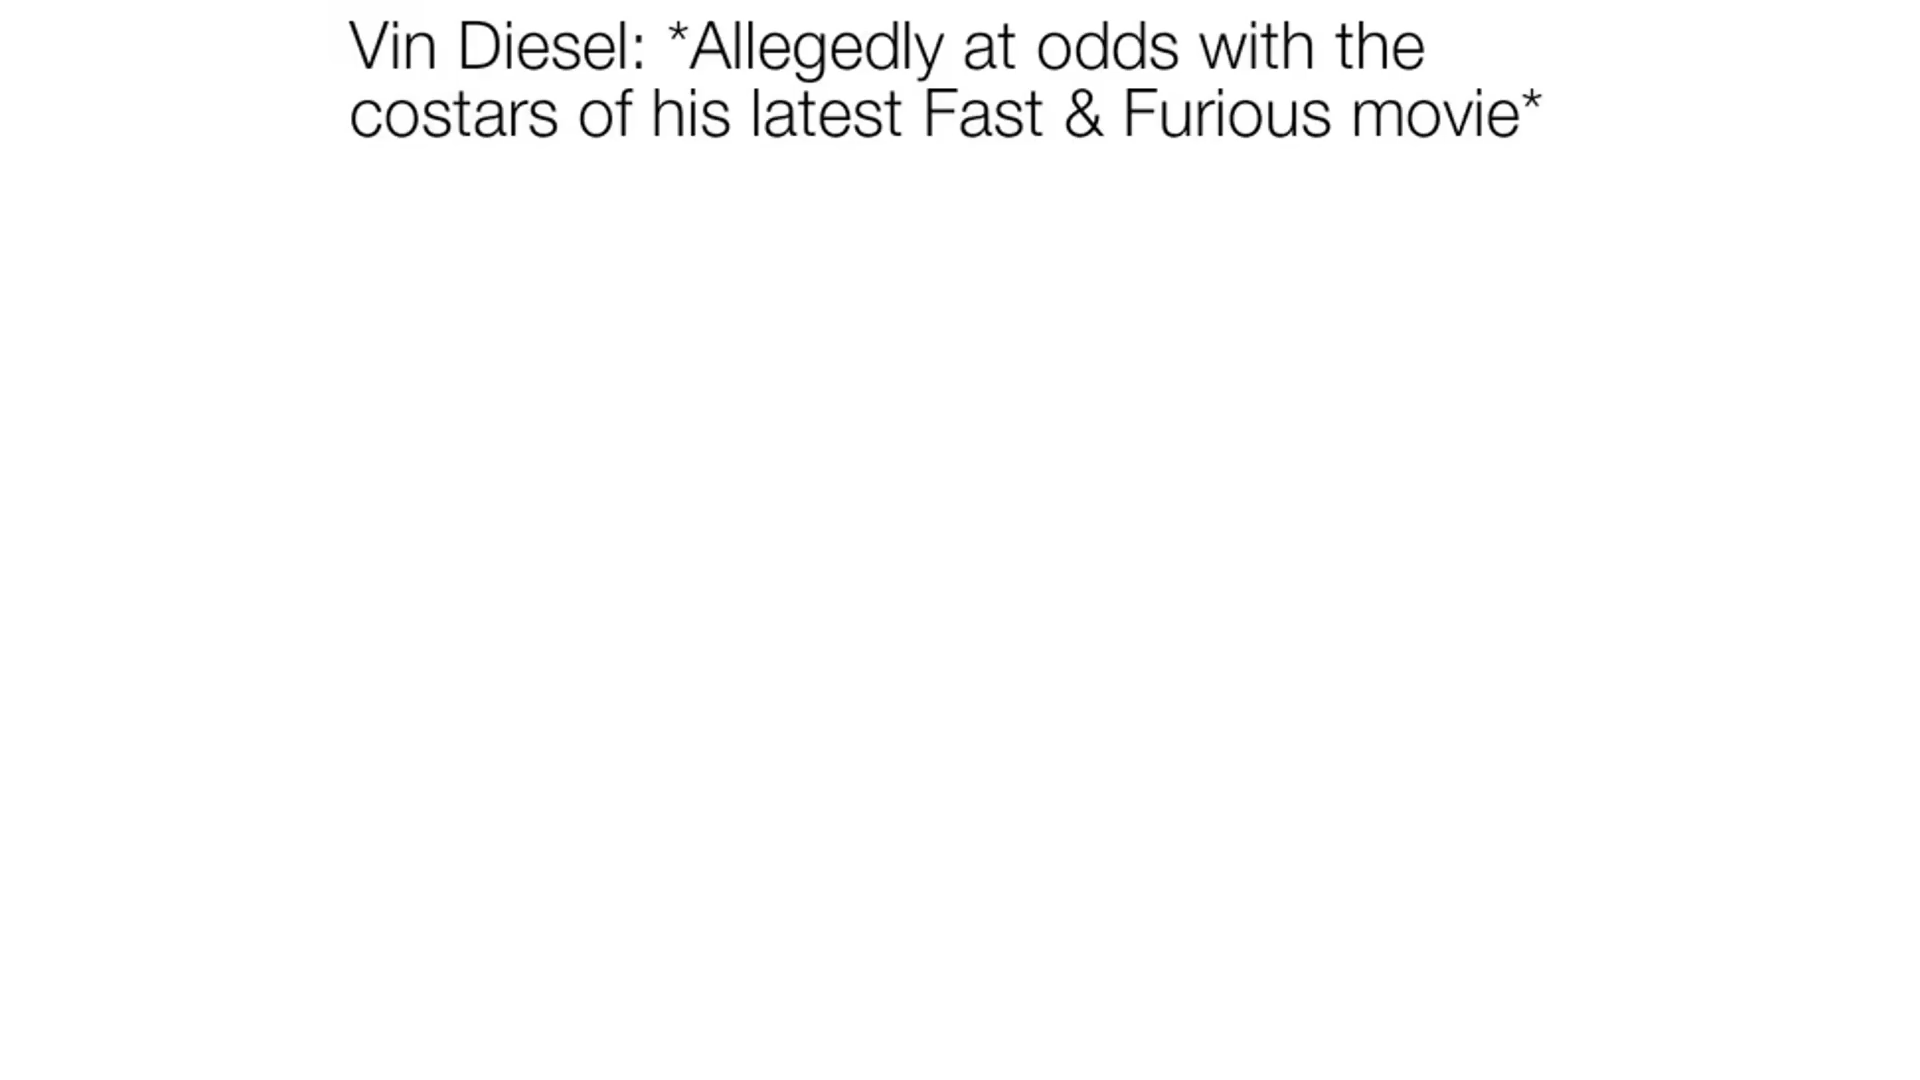 Vin Diesel: *Allegedly at odds with the
costars of his latest Fast & Furious movie*